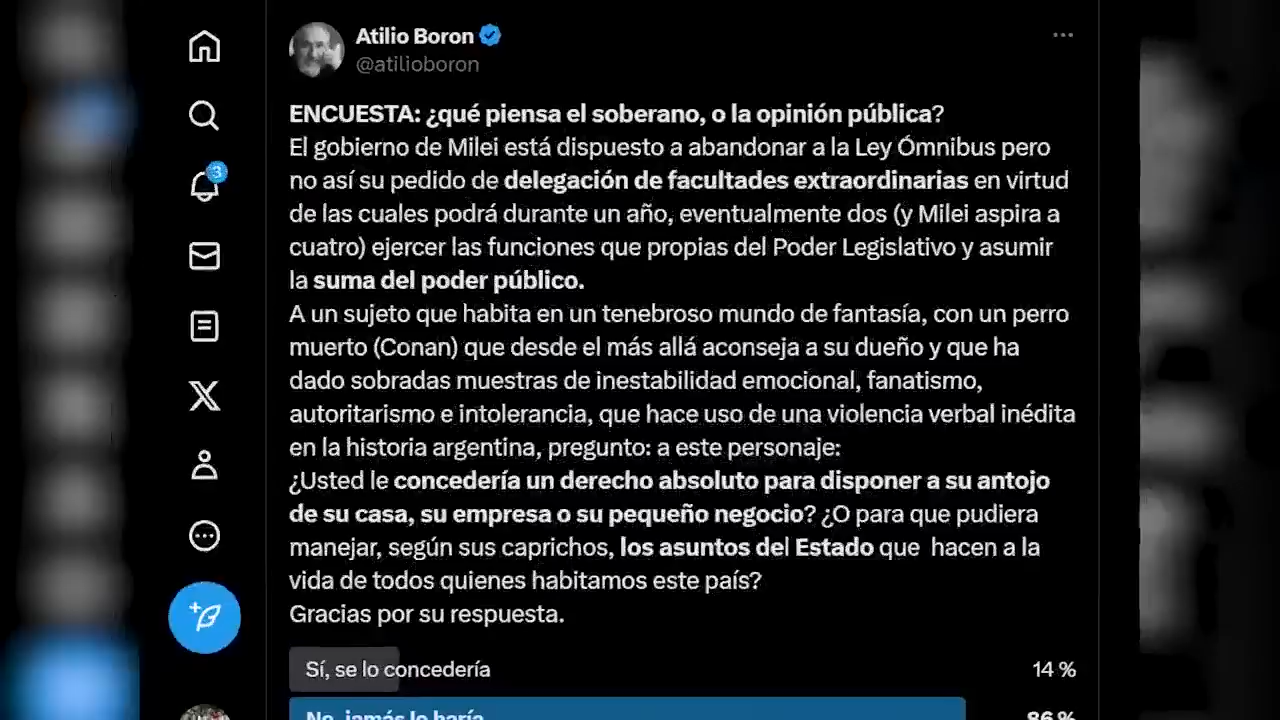 Atilio Boron
@atilioboron
3
ENCUESTA: ¿qué piensa el soberano, o la opinión pública?
El gobierno de Milei está dispuesto a abandonar a la Ley Ómnibus pero
no así su pedido de delegación de facultades extraordinarias en virtud
de las cuales podrá durante un año, eventualmente dos (y Milei aspira a
cuatro) ejercer las funciones que propias del Poder Legislativo y asumir
la suma del poder público.
A un sujeto que habita en un tenebroso mundo de fantasía, con un perro
muerto (Conan) que desde el más allá aconseja a su dueño y que ha
dado sobradas muestras de inestabilidad emocional, fanatismo,
autoritarismo e intolerancia, que hace uso de una violencia verbal inédita
en la historia argentina, pregunto: a este personaje:
¿Usted le concedería un derecho absoluto para disponer a su antojo
de su casa, su empresa o su pequeño negocio? ¿O para que pudiera
manejar, según sus caprichos, los asuntos del Estado que hacen a la
vida de todos quienes habitamos este país?
Gracias por su respuesta.
Sí, se lo concedería 14 %
No, jamás lo haría 86 %